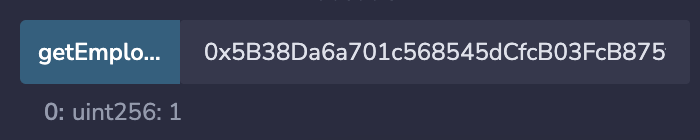 getEmplo... 0x5B38Da6a701c568545dCfcB03FcB875
0: uint256: 1